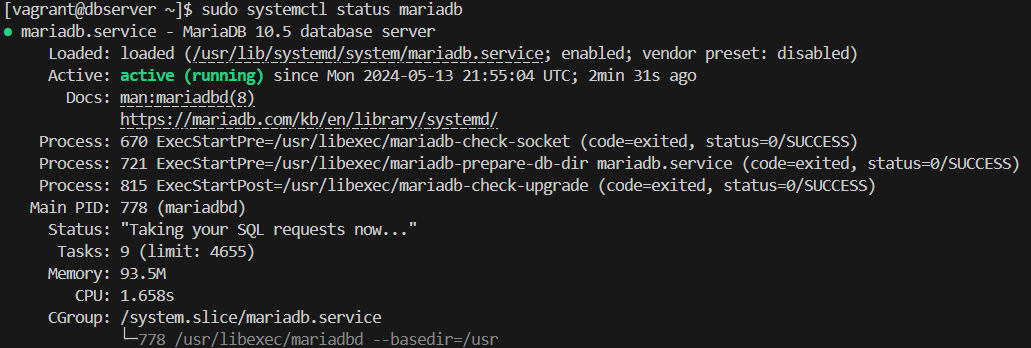 [vagrant@dbserver ~]$ sudo systemctl status mariadb
● mariadb.service - MariaDB 10.5 database server
Loaded: loaded (/usr/lib/systemd/system/mariadb.service; enabled; vendor preset: disabled)
Active: active (running) since Mon 2024-05-13 21:55:04 UTC; 2min 31s ago
Docs: man:mariadbd(8)
https://mariadb.com/kb/en/library/systemd/
Process: 670 ExecStartPre=/usr/libexec/mariadb-check-socket (code=exited, status=0/SUCCESS)
Process: 721 ExecStartPre=/usr/libexec/mariadb-prepare-db-dir mariadb.service (code=exited, status=0/SUCCESS)
Process: 815 ExecStartPost=/usr/libexec/mariadb-check-upgrade (code=exited, status=0/SUCCESS)
Main PID: 778 (mariadbd)
Status: "Taking your SQL requests now..."
Tasks: 9 (limit: 4655)
Memory: 93.5M
CPU: 1.658s
CGroup: /system.slice/mariadb.service
└─778 /usr/libexec/mariadbd --basedir=/usr